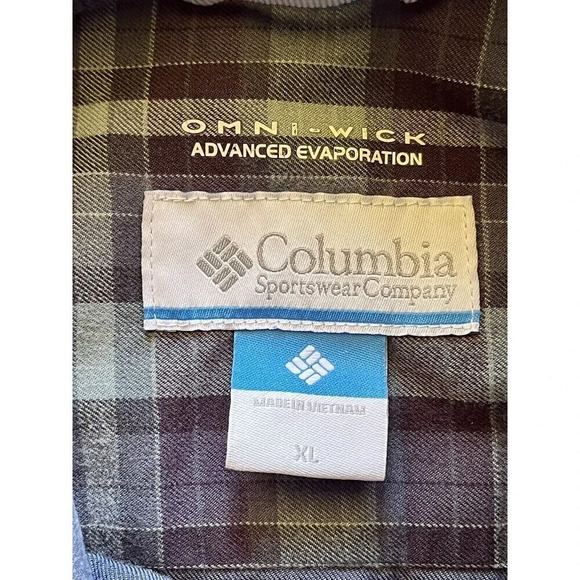 OMNI-WICK
ADVANCED EVAPORATION
Columbia
Sportswear Company
MADE IN VIETNAM
XL